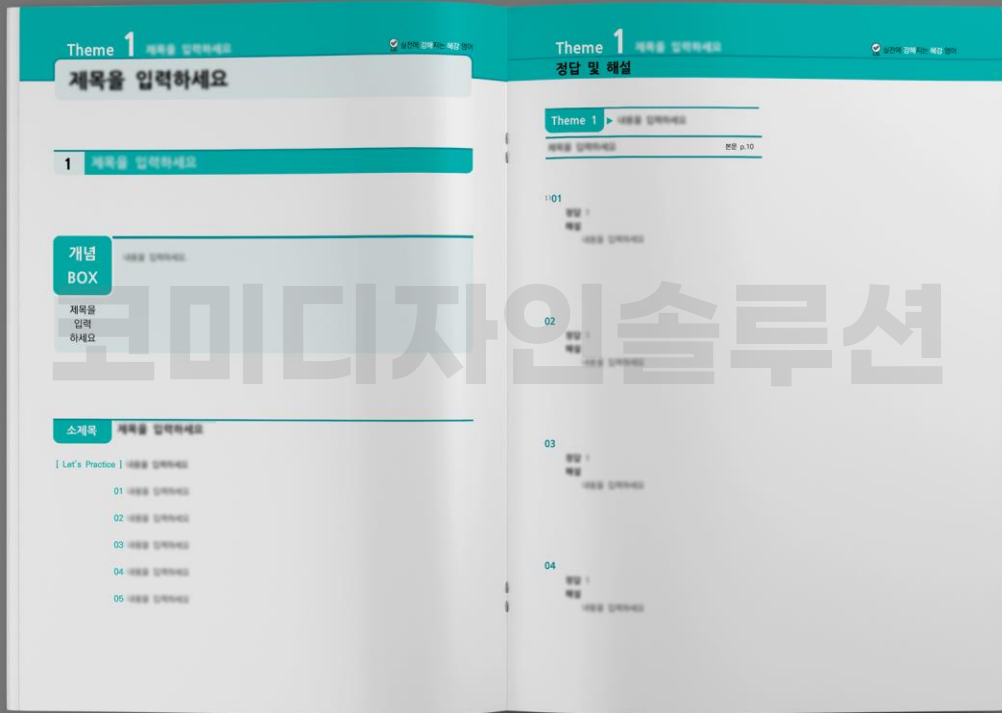 Theme 1 제목을 입력하세요
실전에 강해지는 혜강 영어
제목을 입력하세요
1 제목을 입력하세요
개념
BOX
내용을 입력하세요
제목을
입력
하세요
소제목 제목을 입력하세요
[ Let's Practice ] 내용을 입력하세요
01 내용을 입력하세요
02 내용을 입력하세요
03 내용을 입력하세요
04 내용을 입력하세요
05 내용을 입력하세요
Theme 1 제목을 입력하세요
실전에 강해지는 혜강 영어
정답 및 해설
Theme 1 ▶ 내용을 입력하세요
제목을 입력하세요 본문 p.10
01
정답
해설
내용을 입력하세요
02
정답
해설
내용을 입력하세요
03
정답
해설
내용을 입력하세요
04
정답
해설
내용을 입력하세요
코미디자인솔루션